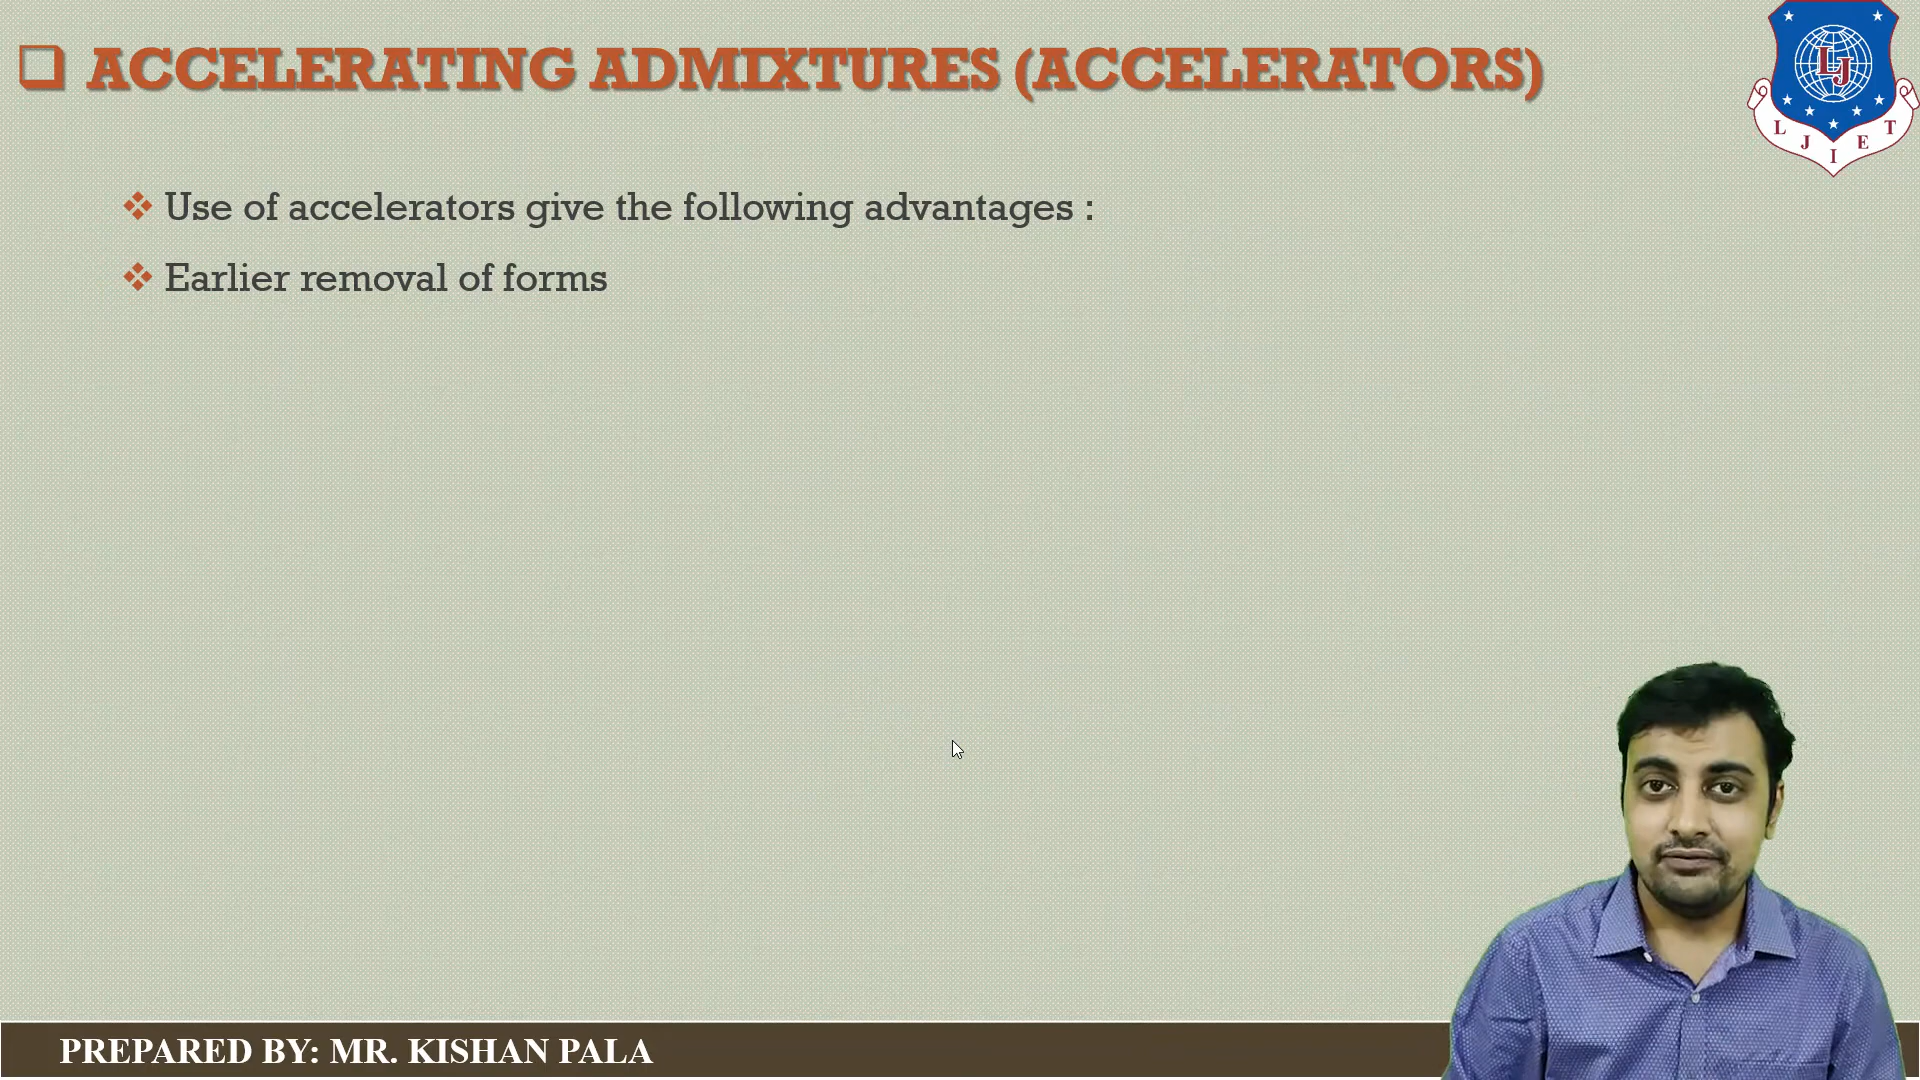 ACCELERATING ADMIXTURES (ACCELERATORS)
LJ
L J I E T
Use of accelerators give the following advantages :
Earlier removal of forms
PREPARED BY: MR. KISHAN PALA